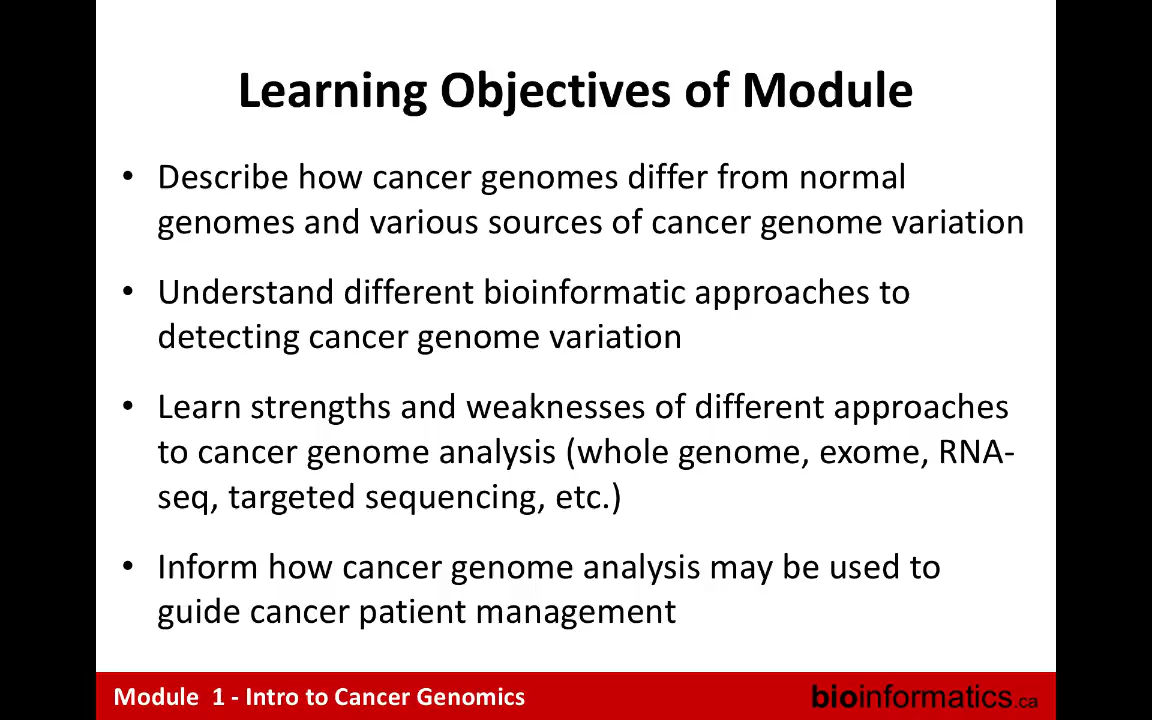 Learning Objectives of Module
• Describe how cancer genomes differ from normal
genomes and various sources of cancer genome variation
• Understand different bioinformatic approaches to
detecting cancer genome variation
• Learn strengths and weaknesses of different approaches
to cancer genome analysis (whole genome, exome, RNA-
seq, targeted sequencing, etc.)
• Inform how cancer genome analysis may be used to
guide cancer patient management
Module 1 - Intro to Cancer Genomics
bioinformatics.ca